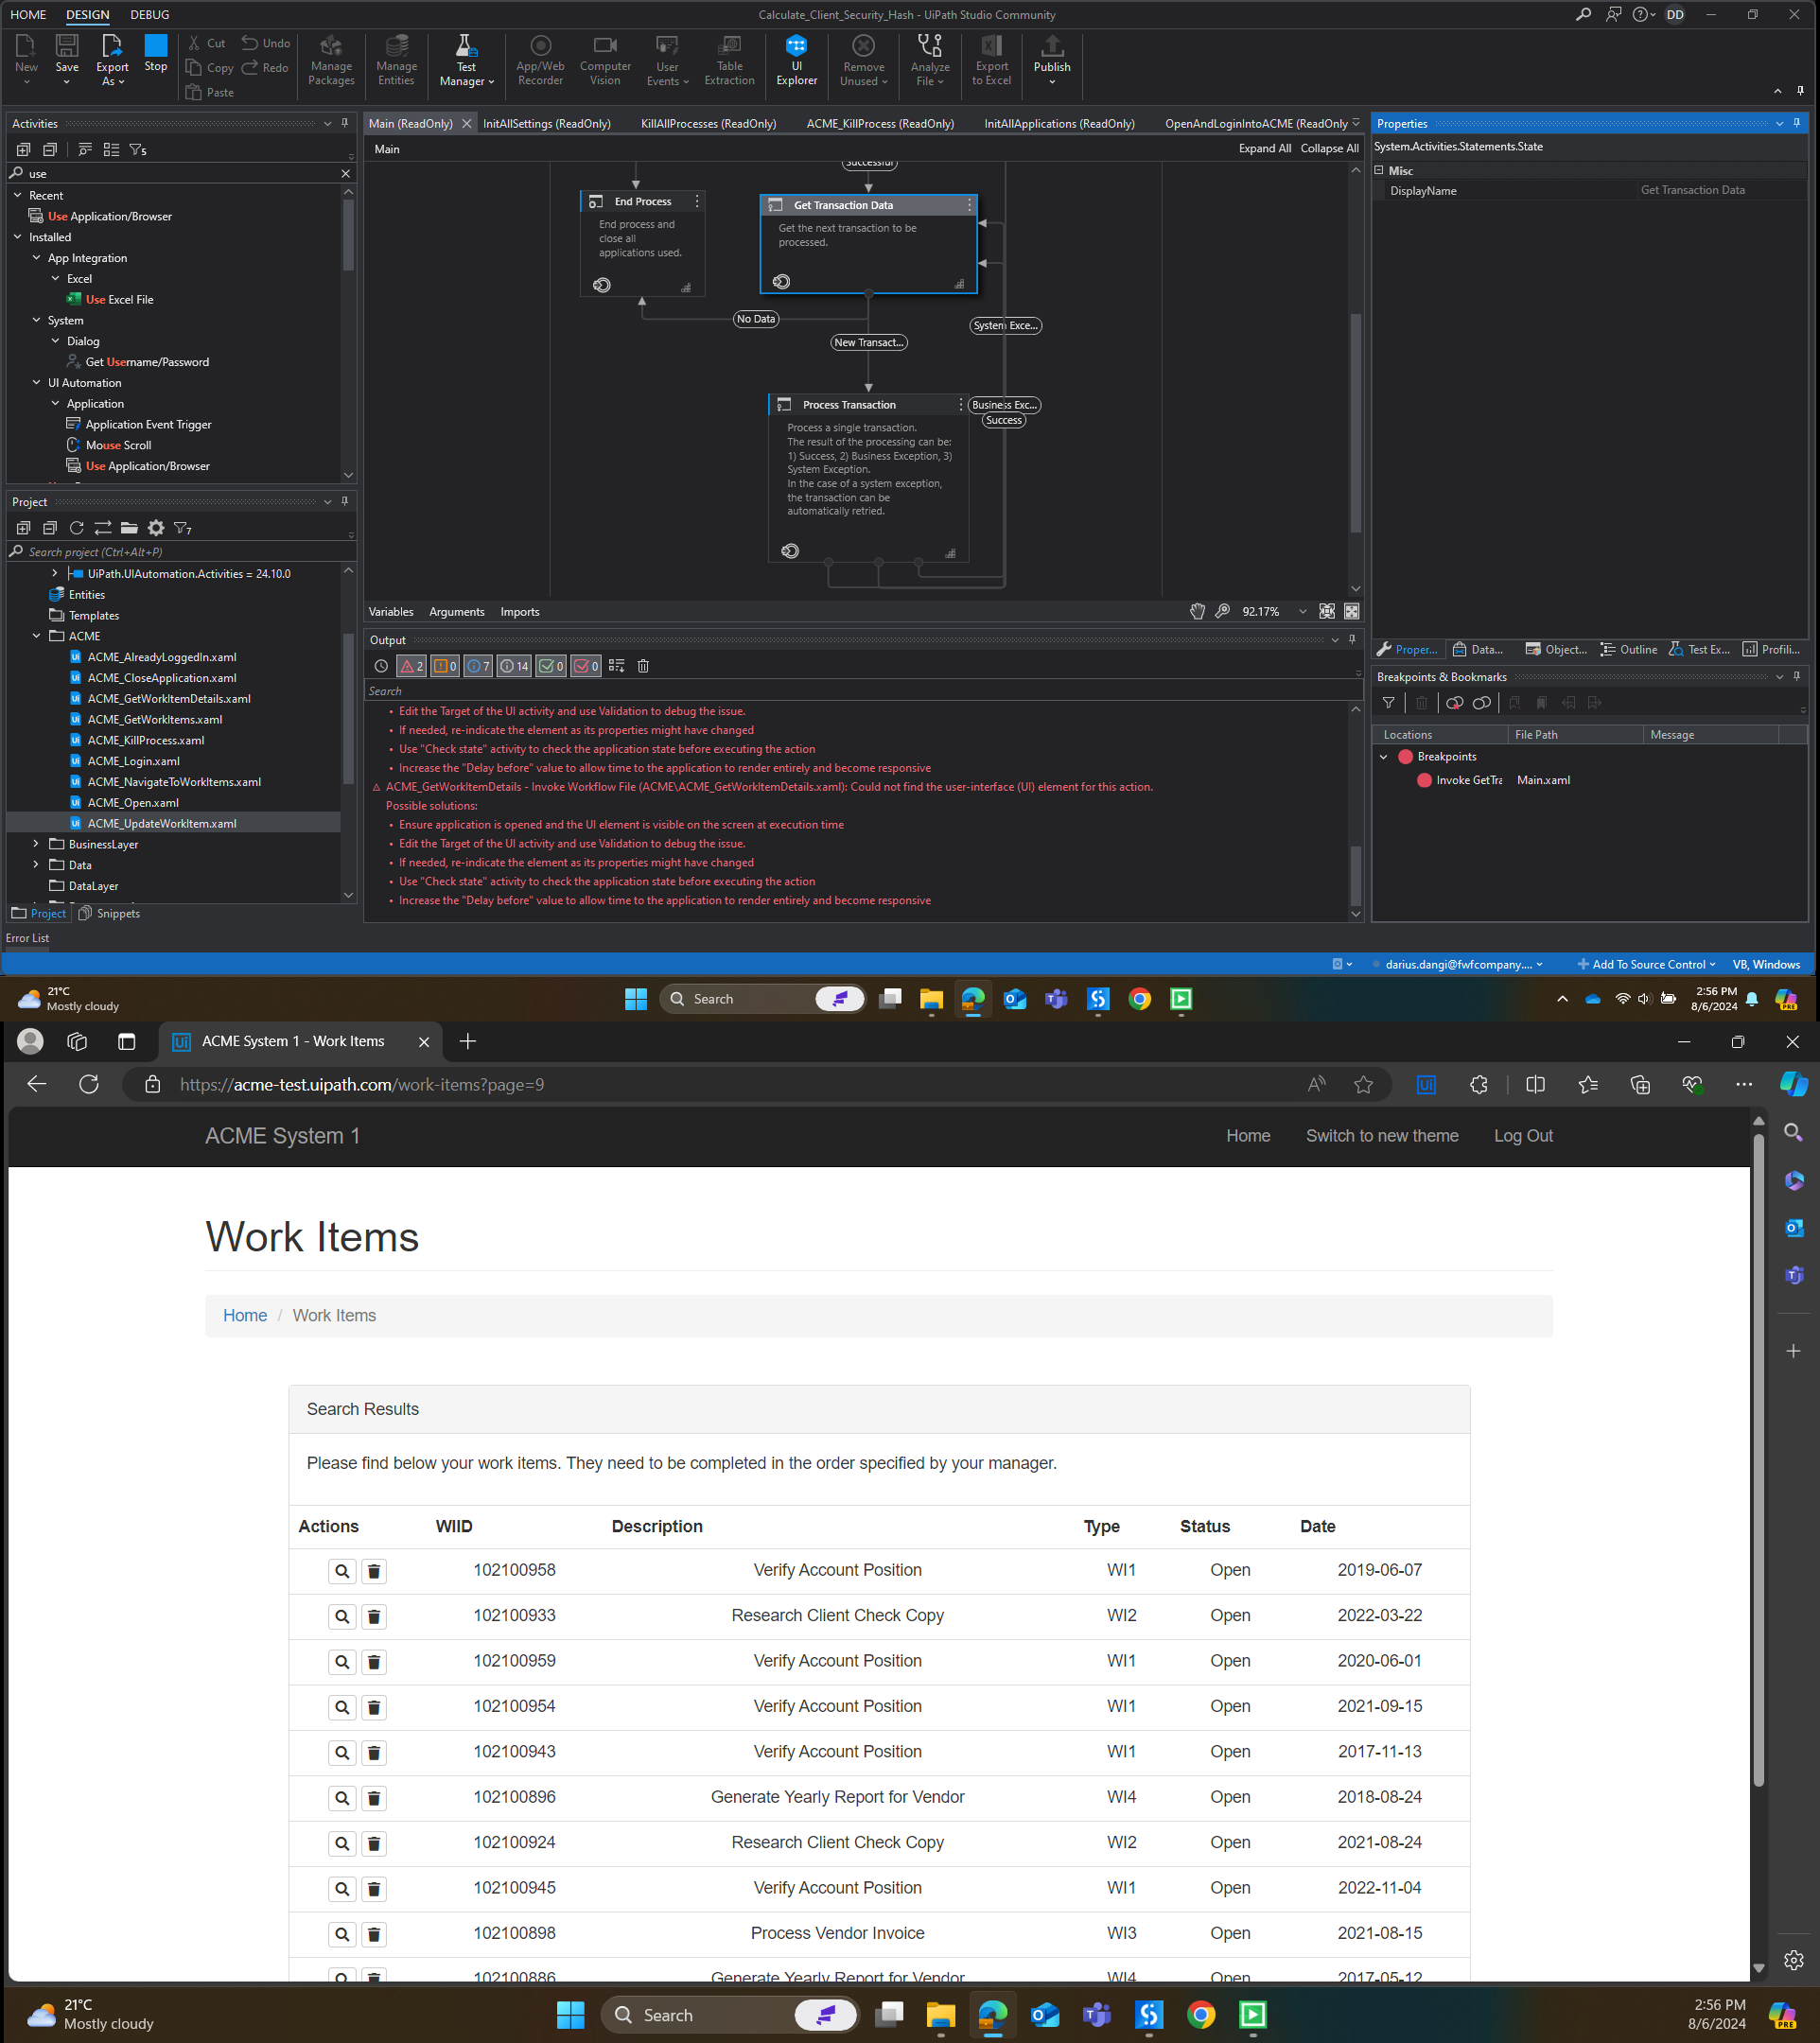 HOME DESIGN DEBUG
Calculate_Client_Security_Hash - UiPath Studio Community
DD
New Save Export As Stop
Cut Undo
Copy Redo
Paste
Manage Packages
Manage Entities
Test Manager
App/Web Recorder
Computer Vision
User Events
Table Extraction
UI Explorer
Remove Unused
Analyze File
Export to Excel
Publish
Activities
5
use
Recent
Use Application/Browser
Installed
App Integration
Excel
Use Excel File
System
Dialog
Get Username/Password
UI Automation
Application
Application Event Trigger
Mouse Scroll
Use Application/Browser
Project
7
Search project (Ctrl+Alt+P)
UiPath.UIAutomation.Activities = 24.10.0
Entities
Templates
ACME
ACME_AlreadyLoggedIn.xaml
ACME_CloseApplication.xaml
ACME_GetWorkItemDetails.xaml
ACME_GetWorkItems.xaml
ACME_KillProcess.xaml
ACME_Login.xaml
ACME_NavigateToWorkItems.xaml
ACME_Open.xaml
ACME_UpdateWorkItem.xaml
BusinessLayer
Data
DataLayer
Project Snippets
Error List
Main (ReadOnly) InitAllSettings (ReadOnly) KillAllProcesses (ReadOnly) ACME_KillProcess (ReadOnly) InitAllApplications (ReadOnly) OpenAndLoginIntoACME (ReadOnly
Main Expand All Collapse All
Successful
End Process
End process and
close all
applications used.
Get Transaction Data
Get the next transaction to be
processed.
No Data
New Transact...
System Exce...
Process Transaction
Business Exc...
Success
Process a single transaction.
The result of the processing can be:
1) Success, 2) Business Exception, 3)
System Exception.
In the case of a system exception,
the transaction can be
automatically retried.
Variables Arguments Imports 92.17%
Output
2 0 7 14 0 0
Search
• Edit the Target of the UI activity and use Validation to debug the issue.
• If needed, re-indicate the element as its properties might have changed
• Use "Check state" activity to check the application state before executing the action
• Increase the "Delay before" value to allow time to the application to render entirely and become responsive
ACME_GetWorkItemDetails - Invoke Workflow File (ACME\ACME_GetWorkItemDetails.xaml): Could not find the user-interface (UI) element for this action.
Possible solutions:
• Ensure application is opened and the UI element is visible on the screen at execution time
• Edit the Target of the UI activity and use Validation to debug the issue.
• If needed, re-indicate the element as its properties might have changed
• Use "Check state" activity to check the application state before executing the action
• Increase the "Delay before" value to allow time to the application to render entirely and become responsive
Properties
System.Activities.Statements.State
Misc
DisplayName Get Transaction Data
Proper... Data... Object... Outline Test Ex... Profili...
Breakpoints & Bookmarks
Locations File Path Message
Breakpoints
Invoke GetTra Main.xaml
darius.dangi@fwfcompany.... Add To Source Control VB, Windows
21°C
Mostly cloudy
Search
2:56 PM
8/6/2024
PRE
Ui ACME System 1 - Work Items
https://acme-test.uipath.com/work-items?page=9
ACME System 1 Home Switch to new theme Log Out
Work Items
Home / Work Items
Search Results
Please find below your work items. They need to be completed in the order specified by your manager.
Actions WIID Description Type Status Date
102100958 Verify Account Position WI1 Open 2019-06-07
102100933 Research Client Check Copy WI2 Open 2022-03-22
102100959 Verify Account Position WI1 Open 2020-06-01
102100954 Verify Account Position WI1 Open 2021-09-15
102100943 Verify Account Position WI1 Open 2017-11-13
102100896 Generate Yearly Report for Vendor WI4 Open 2018-08-24
102100924 Research Client Check Copy WI2 Open 2021-08-24
102100945 Verify Account Position WI1 Open 2022-11-04
102100898 Process Vendor Invoice WI3 Open 2021-08-15
102100886 Generate Yearly Report for Vendor WI4 Open 2017-05-12
21°C
Mostly cloudy
Search
2:56 PM
8/6/2024
PRE